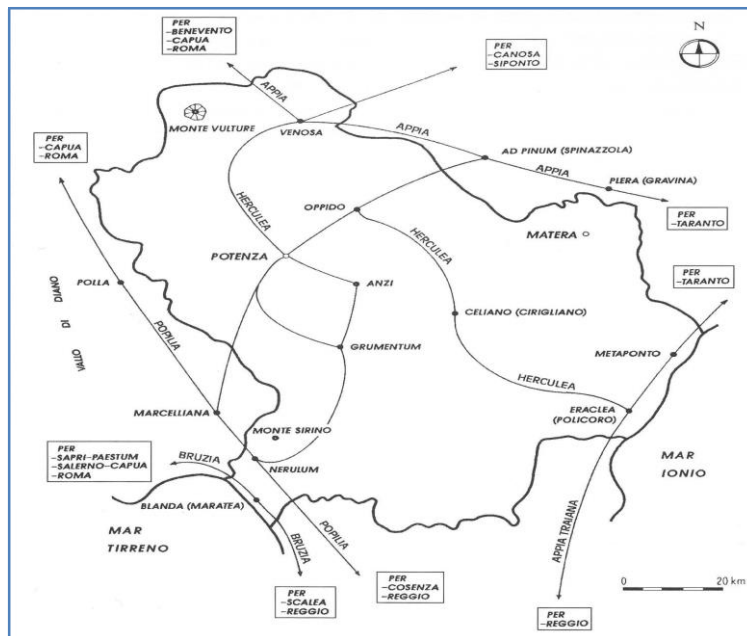 PER
–BENEVENTO
–CAPUA
–ROMA
N
PER
–CANOSA
–SIPONTO
APPIA
MONTE VULTURE
VENOSA
APPIA
PER
–CAPUA
–ROMA
AD PINUM (SPINAZZOLA)
APPIA
PLERA (GRAVINA)
HERCULEA
OPPIDO
PER
–TARANTO
MATERA
HERCULEA
POTENZA
PER
–TARANTO
POLLA
ANZI
VALLO DI DIANO
POPILIA
CELIANO (CIRIGLIANO)
GRUMENTUM
METAPONTO
HERCULEA
MARCELLIANA
ERACLEA
(POLICORO)
MONTE SIRINO
PER
–SAPRI–PAESTUM
–SALERNO–CAPUA
–ROMA
BRUZIA
NERULUM
MAR
IONIO
BLANDA (MARATEA)
MAR
TIRRENO
BRUZIA
POPILIA
APPIA TRAIANA
PER
–SCALEA
–REGGIO
PER
–COSENZA
–REGGIO
0 20 km
PER
–REGGIO